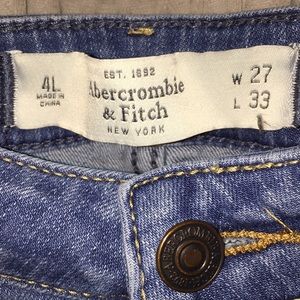 4L
MADE IN
CHINA
EST. 1892
Abercrombie
& Fitch
NEW YORK
W 27
L 33